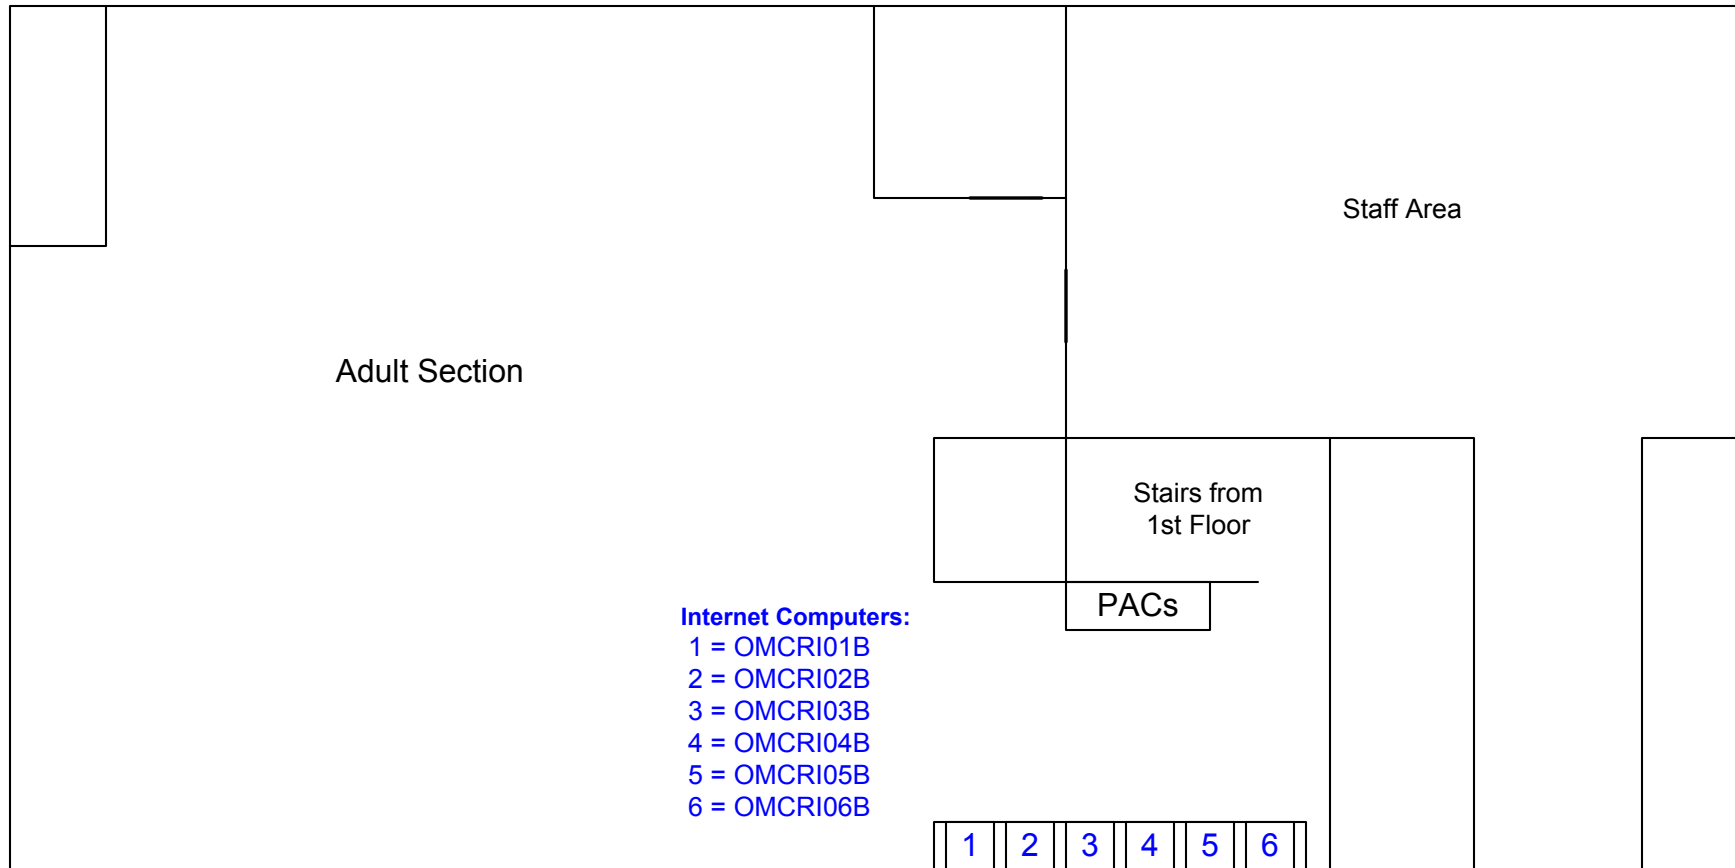 Staff Area
Adult Section
Stairs from
1st Floor
PACs
Internet Computers:
1 = OMCRI01B
2 = OMCRI02B
3 = OMCRI03B
4 = OMCRI04B
5 = OMCRI05B
6 = OMCRI06B
1 2 3 4 5 6